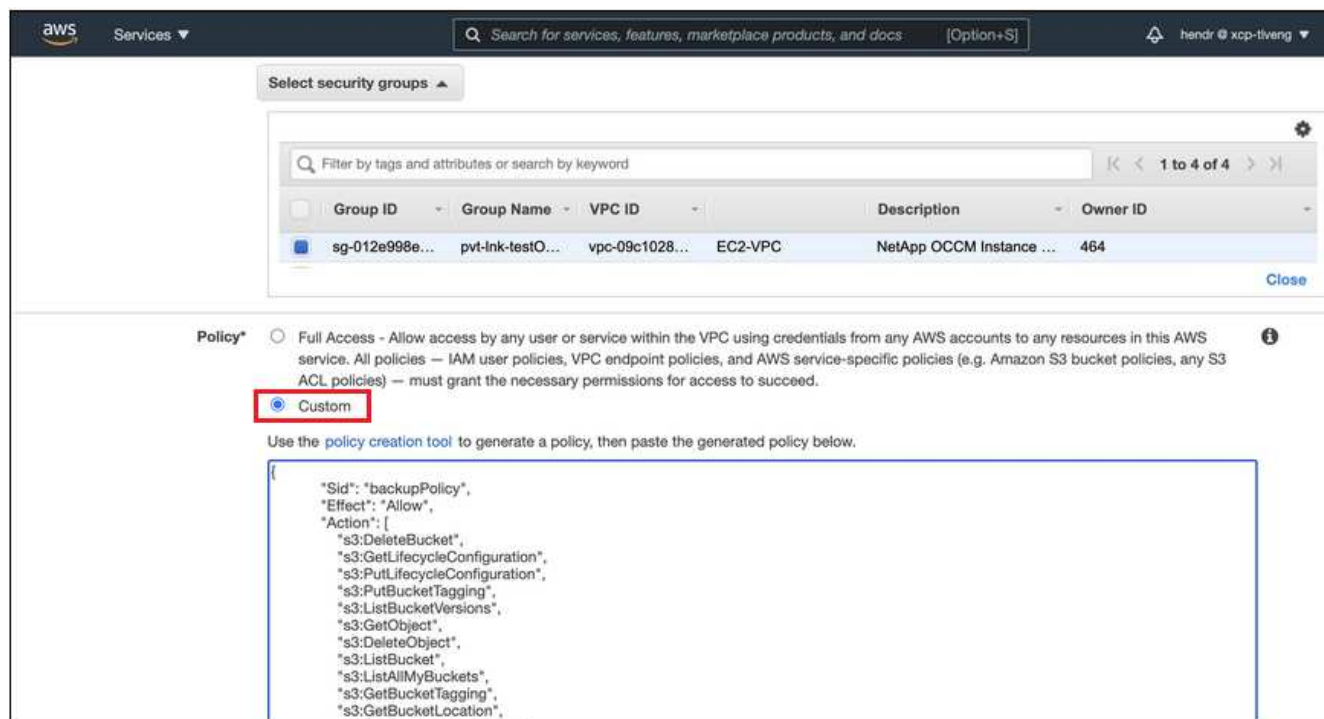 aws Services ▼ Search for services, features, marketplace products, and docs [Option+S] hendr @ xcp-tlveng ▼
Select security groups ▲
Filter by tags and attributes or search by keyword 1 to 4 of 4
Group ID Group Name VPC ID Description Owner ID
sg-012e998e... pvt-lnk-testO... vpc-09c1028... EC2-VPC NetApp OCCM Instance ... 464
Close
Policy* Full Access - Allow access by any user or service within the VPC using credentials from any AWS accounts to any resources in this AWS
service. All policies — IAM user policies, VPC endpoint policies, and AWS service-specific policies (e.g. Amazon S3 bucket policies, any S3
ACL policies) — must grant the necessary permissions for access to succeed.
Custom
Use the policy creation tool to generate a policy, then paste the generated policy below.
{
"Sid": "backupPolicy",
"Effect": "Allow",
"Action": [
"s3:DeleteBucket",
"s3:GetLifecycleConfiguration",
"s3:PutLifecycleConfiguration",
"s3:PutBucketTagging",
"s3:ListBucketVersions",
"s3:GetObject",
"s3:DeleteObject",
"s3:ListBucket",
"s3:ListAllMyBuckets",
"s3:GetBucketTagging",
"s3:GetBucketLocation",